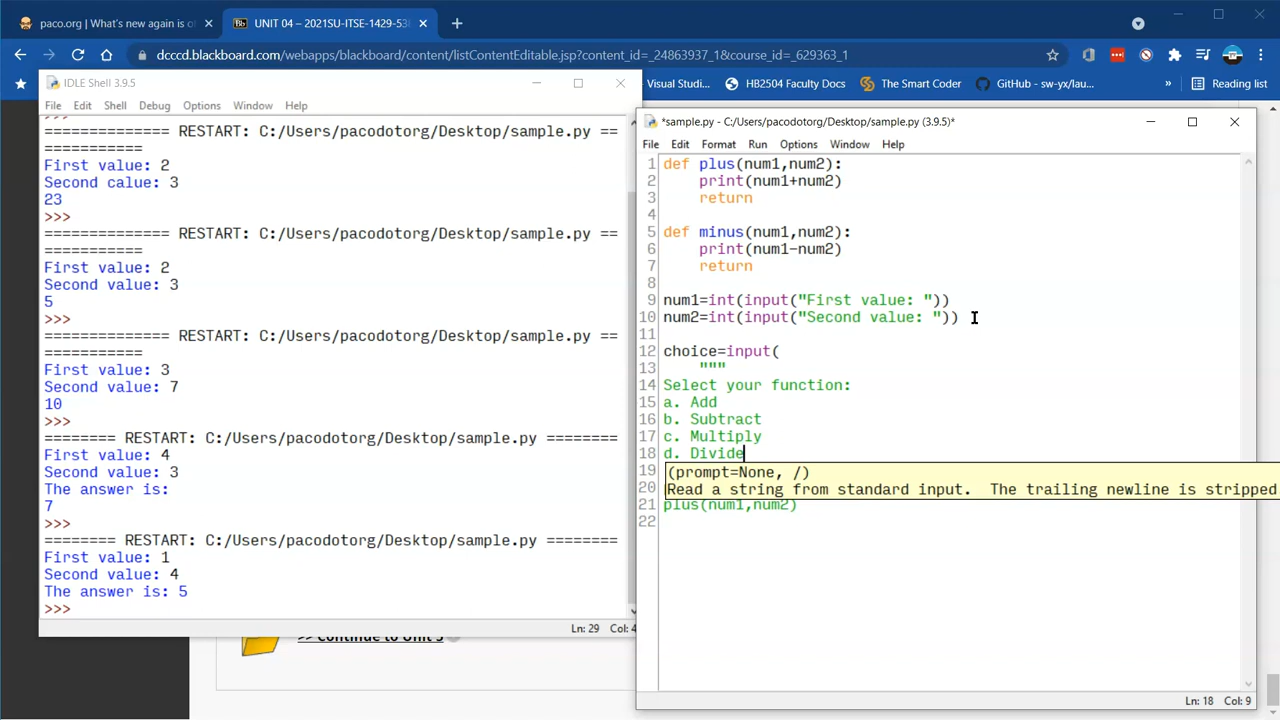 paco.org | What's new again is o
UNIT 04 – 2021SU-ITSE-1429-53
dcccd.blackboard.com/webapps/blackboard/content/listContentEditable.jsp?content_id=_24863937_1&course_id=_629363_1
Visual Studi...
HB2504 Faculty Docs
The Smart Coder
GitHub - sw-yx/lau...
»
Reading list
IDLE Shell 3.9.5
File Edit Shell Debug Options Window Help
>>>
============== RESTART: C:/Users/pacodotorg/Desktop/sample.py ==
===========
First value: 2
Second calue: 3
23
>>>
============== RESTART: C:/Users/pacodotorg/Desktop/sample.py ==
===========
First value: 2
Second value: 3
5
>>>
============== RESTART: C:/Users/pacodotorg/Desktop/sample.py ==
===========
First value: 3
Second value: 7
10
>>>
======== RESTART: C:/Users/pacodotorg/Desktop/sample.py ========
First value: 4
Second value: 3
The answer is:
7
>>>
======== RESTART: C:/Users/pacodotorg/Desktop/sample.py ========
First value: 1
Second value: 4
The answer is: 5
>>>
Ln: 29 Col: 4
>> Continue to Unit 5
*sample.py - C:/Users/pacodotorg/Desktop/sample.py (3.9.5)*
File Edit Format Run Options Window Help
1 def plus(num1,num2):
2 print(num1+num2)
3 return
4
5 def minus(num1,num2):
6 print(num1-num2)
7 return
8
9 num1=int(input("First value: "))
10 num2=int(input("Second value: "))
11
12 choice=input(
13 """
14 Select your function:
15 a. Add
16 b. Subtract
17 c. Multiply
18 d. Divide
19 (prompt=None, /)
20 Read a string from standard input. The trailing newline is stripped
21 plus(num1,num2)
22
Ln: 18 Col: 9